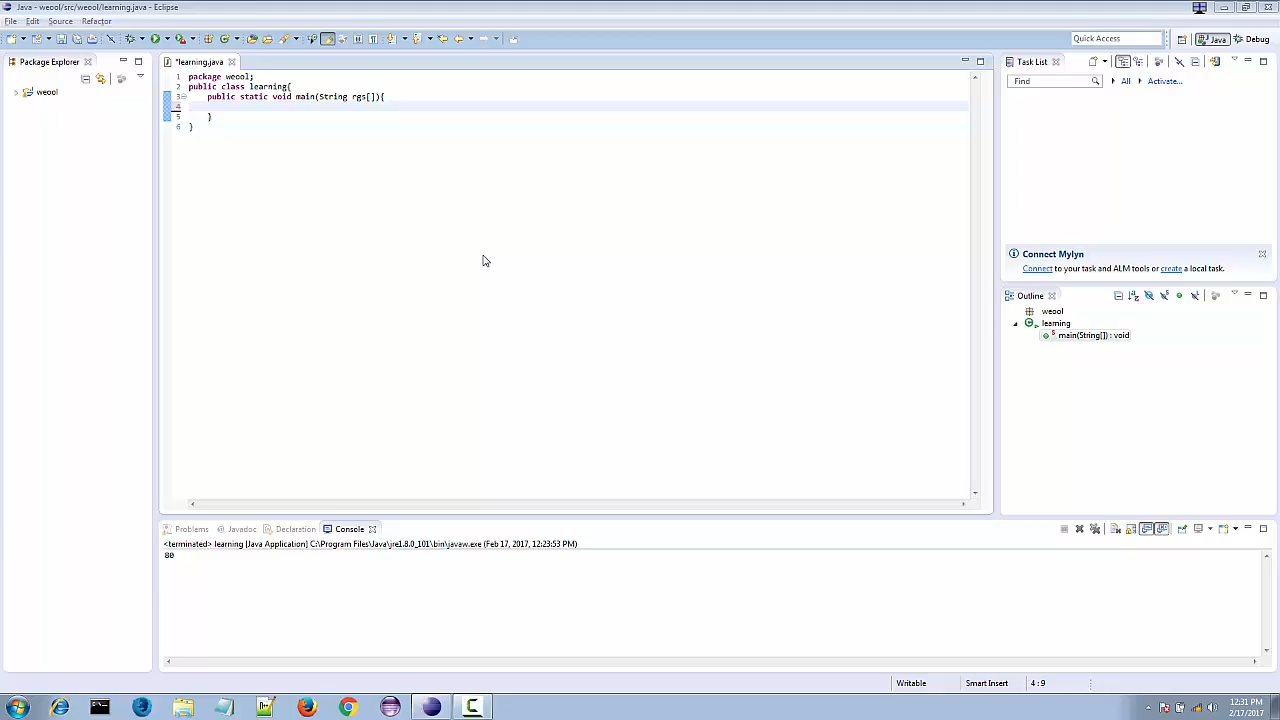 Java - weool/src/weool/learning.java - Eclipse
File Edit Source Refactor
Quick Access
Java
Debug
Package Explorer
weool
*learning.java
1 package weool;
2 public class learning{
3 public static void main(String rgs[]){
4
5 }
6 }
Task List
Find
All
Activate...
Connect Mylyn
Connect to your task and ALM tools or create a local task.
Outline
weool
learning
main(String[]) : void
Problems @ Javadoc Declaration Console
<terminated> learning [Java Application] C:\Program Files\Java\jre1.8.0_101\bin\javaw.exe (Feb 17, 2017, 12:23:53 PM)
80
Writable Smart Insert 4 : 9
12:31 PM
2/17/2017